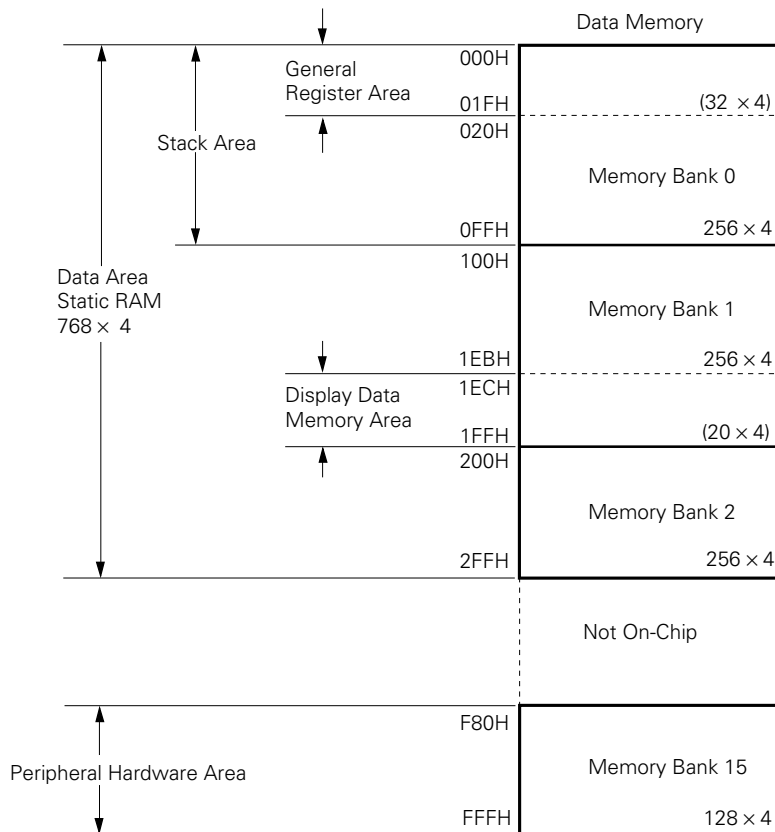 Data Memory
000H
General
Register Area
01FH
(32 × 4)
020H
Stack Area
Memory Bank 0
0FFH
256 × 4
100H
Data Area
Static RAM
768 × 4
Memory Bank 1
1EBH
256 × 4
1ECH
Display Data
Memory Area
1FFH
(20 × 4)
200H
Memory Bank 2
2FFH
256 × 4
Not On-Chip
F80H
Peripheral Hardware Area
Memory Bank 15
FFFH
128 × 4